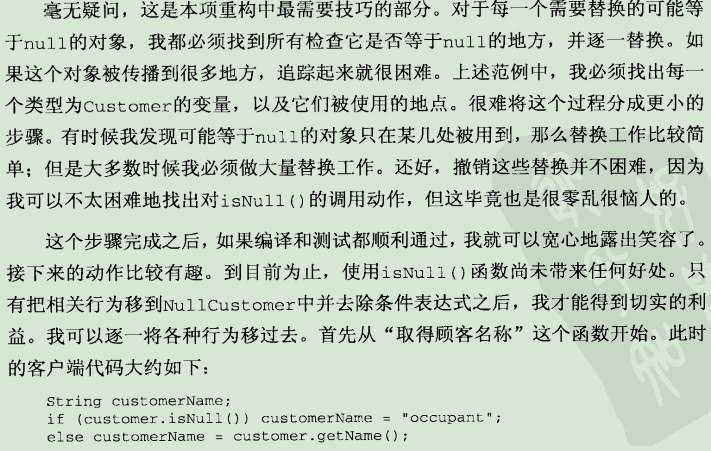 毫无疑问，这是本项重构中最需要技巧的部分。对于每一个需要替换的可能等
于null的对象，我都必须找到所有检查它是否等于null的地方，并逐一替换。如
果这个对象被传播到很多地方，追踪起来就很困难。上述范例中，我必须找出每一
个类型为Customer的变量，以及它们被使用的地点。很难将这个过程分成更小的
步骤。有时候我发现可能等于null的对象只在某几处被用到，那么替换工作比较简
单；但是大多数时候我必须做大量替换工作。还好，撤销这些替换并不困难，因为
我可以不太困难地找出对isNull()的调用动作，但这毕竟也是很零乱很恼人的。
这个步骤完成之后，如果编译和测试都顺利通过，我就可以宽心地露出笑容了。
接下来的动作比较有趣。到目前为止，使用isNull()函数尚未带来任何好处。只
有把相关行为移到NullCustomer中并去除条件表达式之后，我才能得到切实的利
益。我可以逐一将各种行为移过去。首先从“取得顾客名称”这个函数开始。此时
的客户端代码大约如下：
String customerName;
if (customer.isNull()) customerName = "occupant";
else customerName = customer.getName();